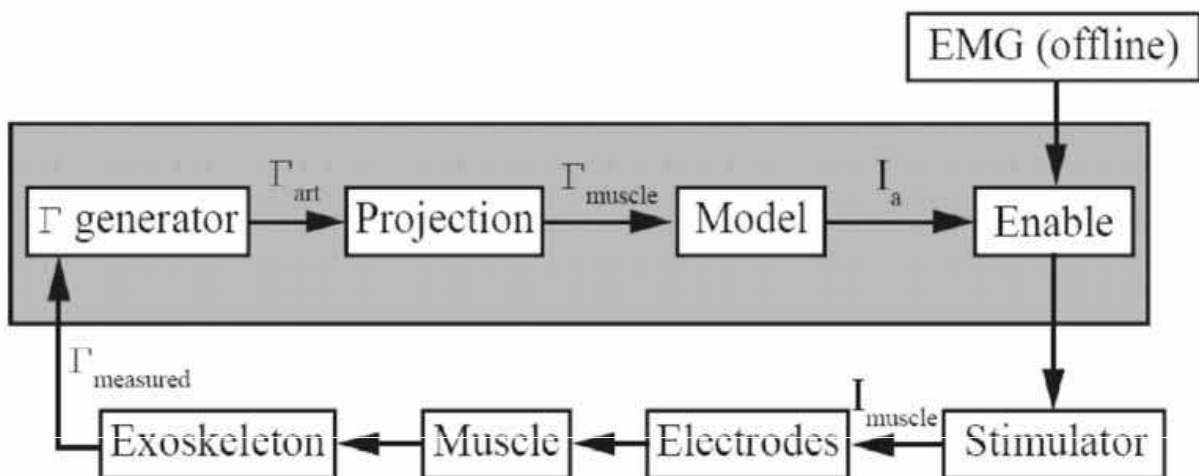 EMG (offline)
Γ generator
Γart
Projection
Γmuscle
Model
Ia
Enable
Γmeasured
Exoskeleton
Muscle
Electrodes
Imuscle
Stimulator